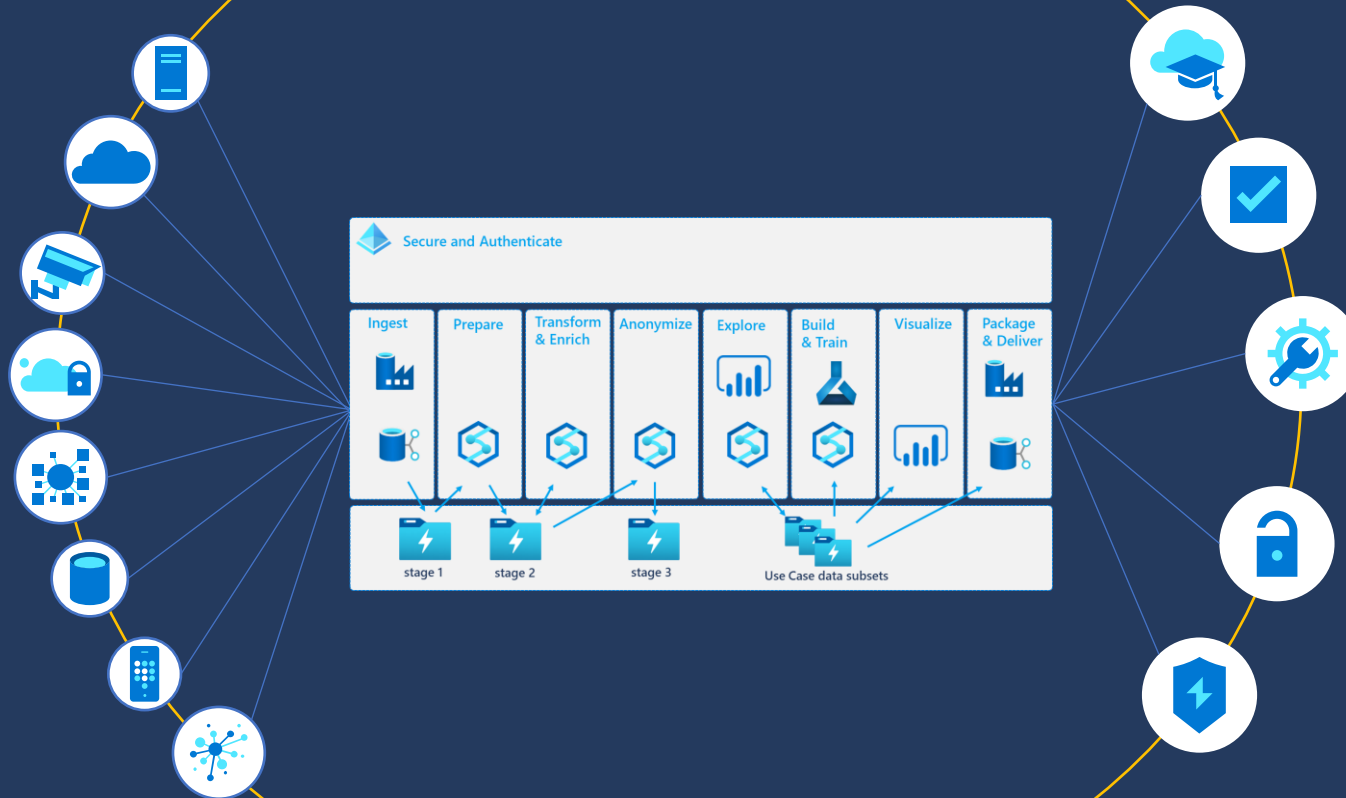 Secure and Authenticate
Ingest
Prepare
Transform
& Enrich
Anonymize
Explore
Build
& Train
Visualize
Package
& Deliver
stage 1
stage 2
stage 3
Use Case data subsets